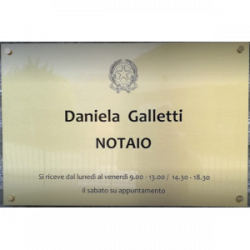 Daniela Galletti
NOTAIO
Si riceve dal lunedì al venerdì 9.00 - 13.00 / 14.30 - 18.30
il sabato su appuntamento